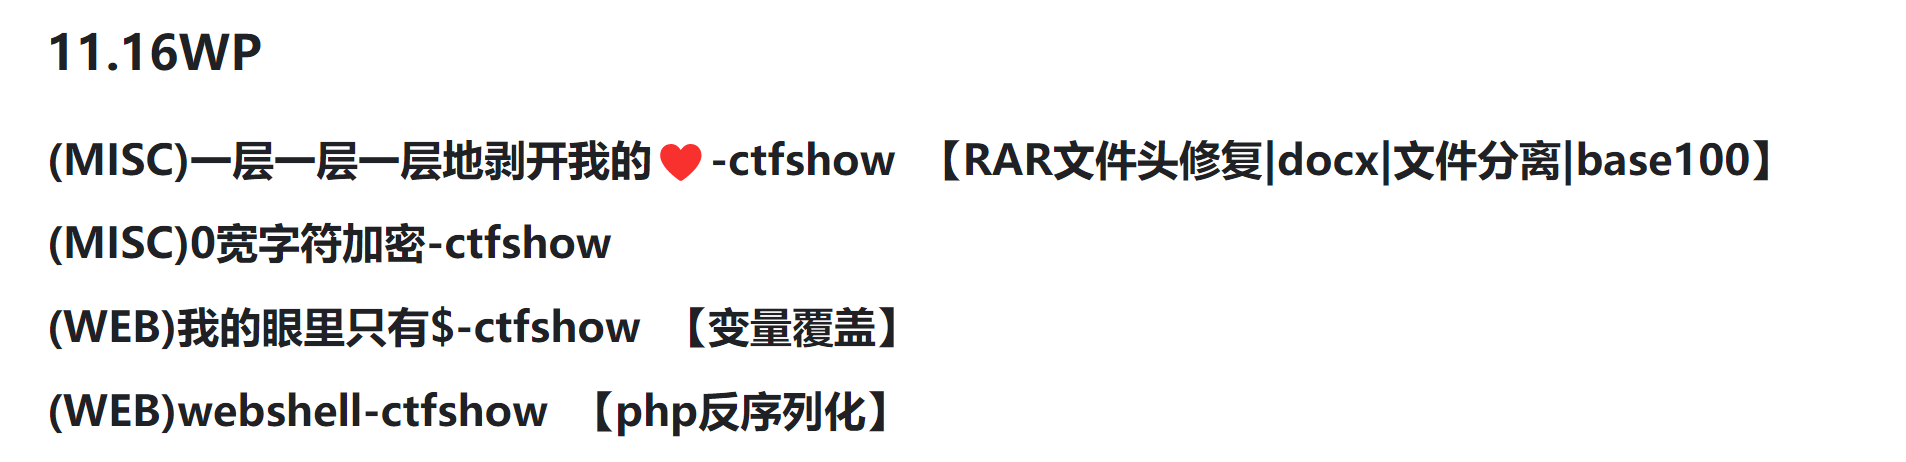 11.16WP
(MISC)一层一层一层地剥开我的❤️-ctfshow 【RAR文件头修复|docx|文件分离|base100】
(MISC)0宽字符加密-ctfshow
(WEB)我的眼里只有$-ctfshow 【变量覆盖】
(WEB)webshell-ctfshow 【php反序列化】